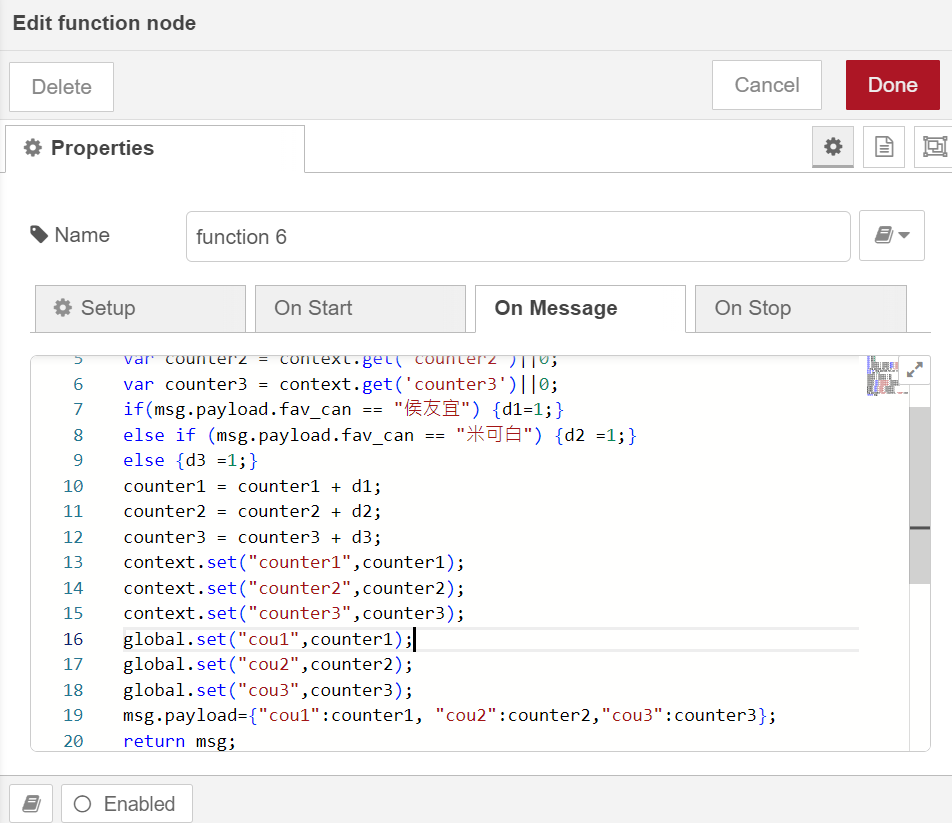 Edit function node
Delete
Cancel
Done
Properties
Name
function 6
Setup
On Start
On Message
On Stop
5 var counter2 = context.get('counter2')||0;
6 var counter3 = context.get('counter3')||0;
7 if(msg.payload.fav_can == "侯友宜") {d1=1;}
8 else if (msg.payload.fav_can == "米可白") {d2 =1;}
9 else {d3 =1;}
10 counter1 = counter1 + d1;
11 counter2 = counter2 + d2;
12 counter3 = counter3 + d3;
13 context.set("counter1",counter1);
14 context.set("counter2",counter2);
15 context.set("counter3",counter3);
16 global.set("cou1",counter1);
17 global.set("cou2",counter2);
18 global.set("cou3",counter3);
19 msg.payload={"cou1":counter1, "cou2":counter2,"cou3":counter3};
20 return msg;
Enabled